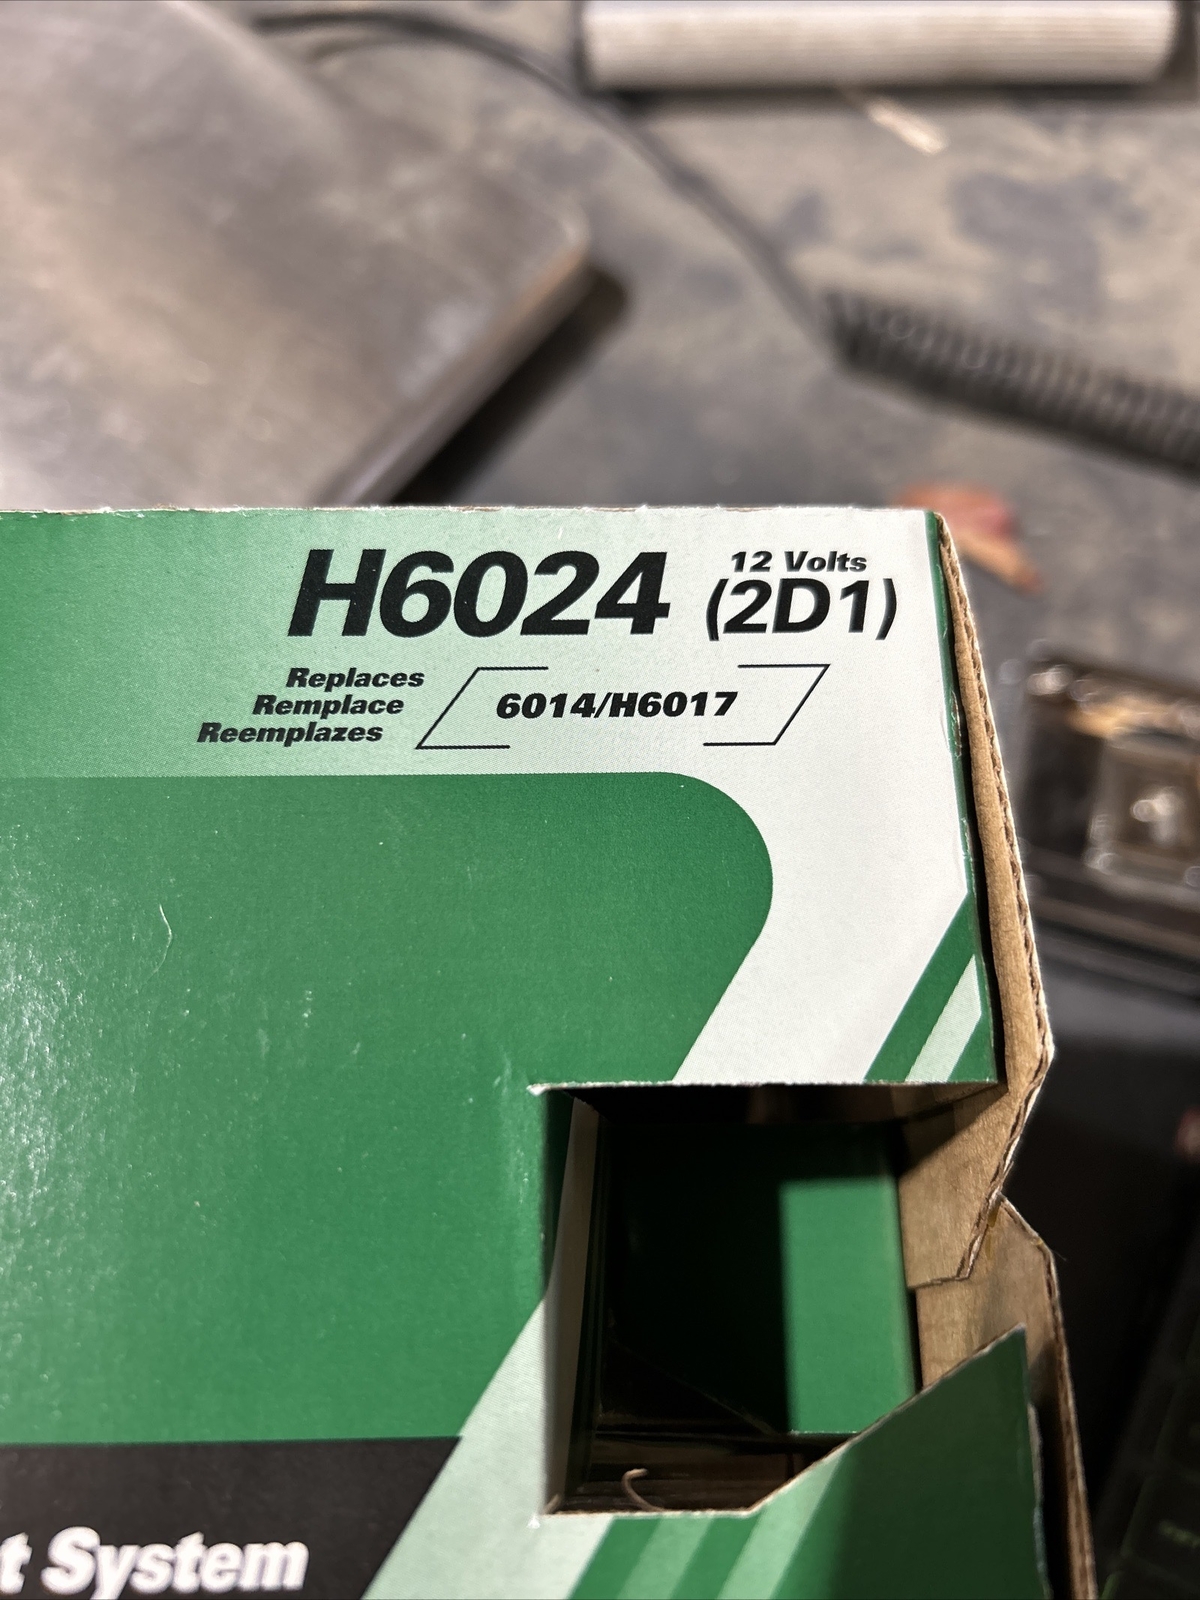 H6024 12 Volts (2D1)
Replaces
Remplace
Reemplazes
6014/H6017
t System